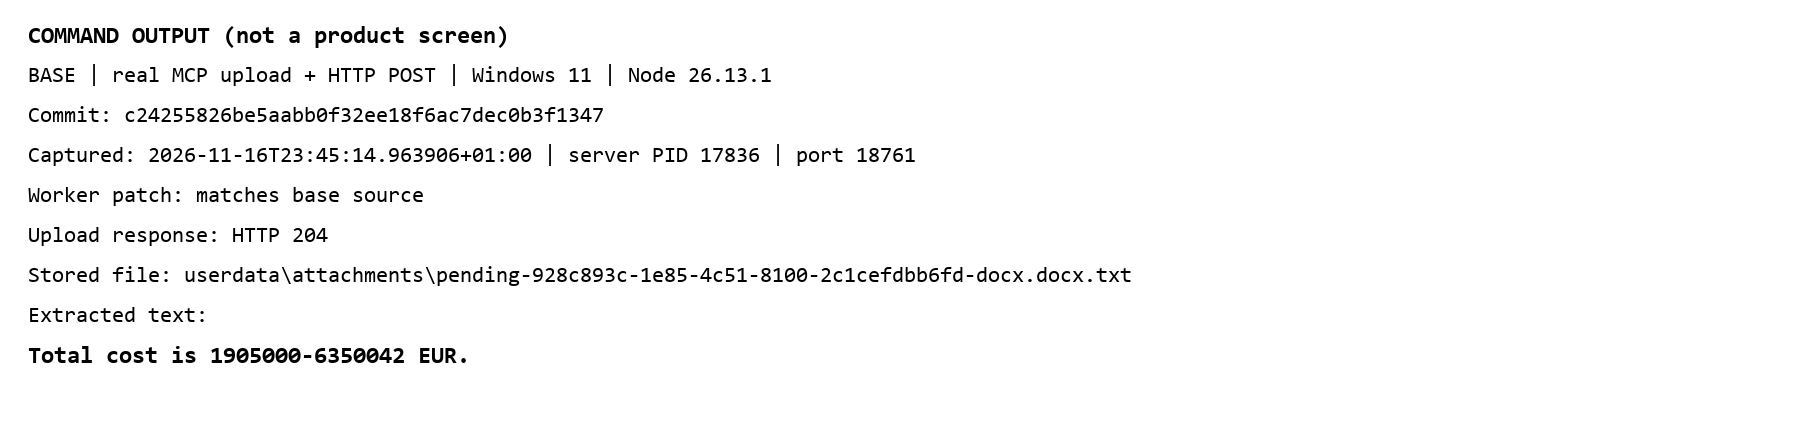 COMMAND OUTPUT (not a product screen)
BASE | real MCP upload + HTTP POST | Windows 11 | Node 26.13.1
Commit: c24255826be5aabb0f32ee18f6ac7dec0b3f1347
Captured: 2026-11-16T23:45:14.963906+01:00 | server PID 17836 | port 18761
Worker patch: matches base source
Upload response: HTTP 204
Stored file: userdata\attachments\pending-928c893c-1e85-4c51-8100-2c1cefdbb6fd-docx.docx.txt
Extracted text:
Total cost is 1905000-6350042 EUR.